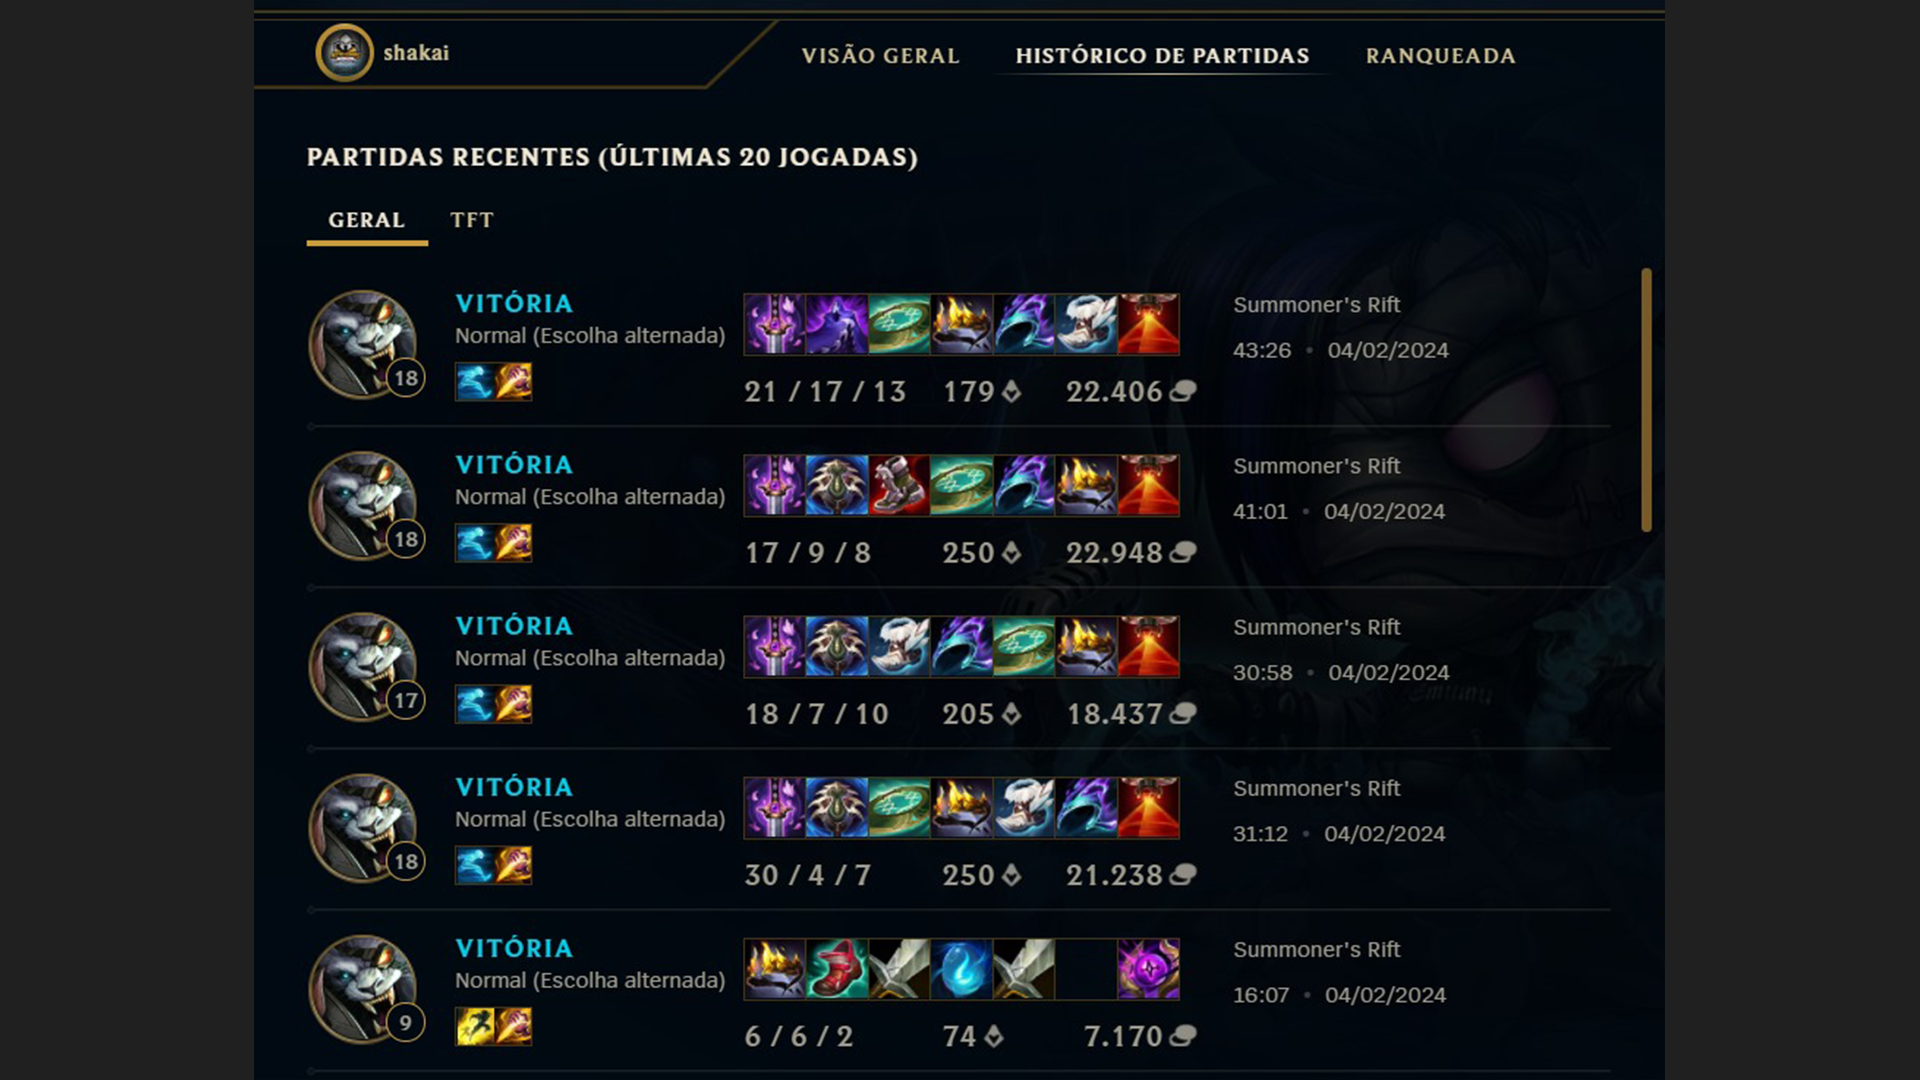 shakai
VISÃO GERAL
HISTÓRICO DE PARTIDAS
RANQUEADA
PARTIDAS RECENTES (ÚLTIMAS 20 JOGADAS)
GERAL
TFT
VITÓRIA
Normal (Escolha alternada)
18
21 / 17 / 13
179
22.406
Summoner's Rift
43:26 • 04/02/2024
VITÓRIA
Normal (Escolha alternada)
18
17 / 9 / 8
250
22.948
Summoner's Rift
41:01 • 04/02/2024
VITÓRIA
Normal (Escolha alternada)
17
18 / 7 / 10
205
18.437
Summoner's Rift
30:58 • 04/02/2024
VITÓRIA
Normal (Escolha alternada)
18
30 / 4 / 7
250
21.238
Summoner's Rift
31:12 • 04/02/2024
VITÓRIA
Normal (Escolha alternada)
9
6 / 6 / 2
74
7.170
Summoner's Rift
16:07 • 04/02/2024